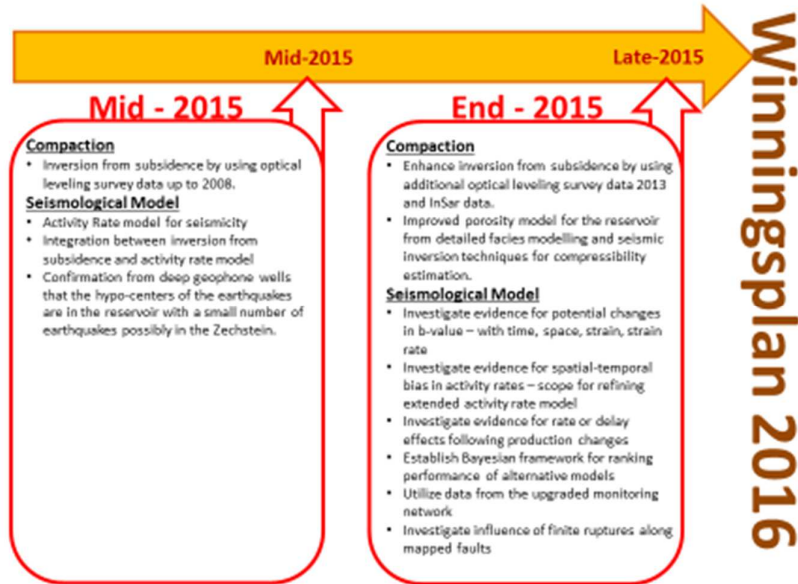 Mid-2015
Late-2015
Mid - 2015
Compaction
• Inversion from subsidence by using optical
leveling survey data up to 2008.
Seismological Model
• Activity Rate model for seismicity
• Integration between inversion from
subsidence and activity rate model
• Confirmation from deep geophone wells
that the hypo-centers of the earthquakes
are in the reservoir with a small number of
earthquakes possibly in the Zechstein.
End - 2015
Compaction
• Enhance inversion from subsidence by using
additional optical leveling survey data 2013
and InSar data.
• Improved porosity model for the reservoir
from detailed facies modelling and seismic
inversion techniques for compressibility
estimation.
Seismological Model
• Investigate evidence for potential changes
in b-value – with time, space, strain, strain
rate
• Investigate evidence for spatial-temporal
bias in activity rates – scope for refining
extended activity rate model
• Investigate evidence for rate or delay
effects following production changes
• Establish Bayesian framework for ranking
performance of alternative models
• Utilize data from the upgraded monitoring
network
• Investigate influence of finite ruptures along
mapped faults
Winningsplan 2016